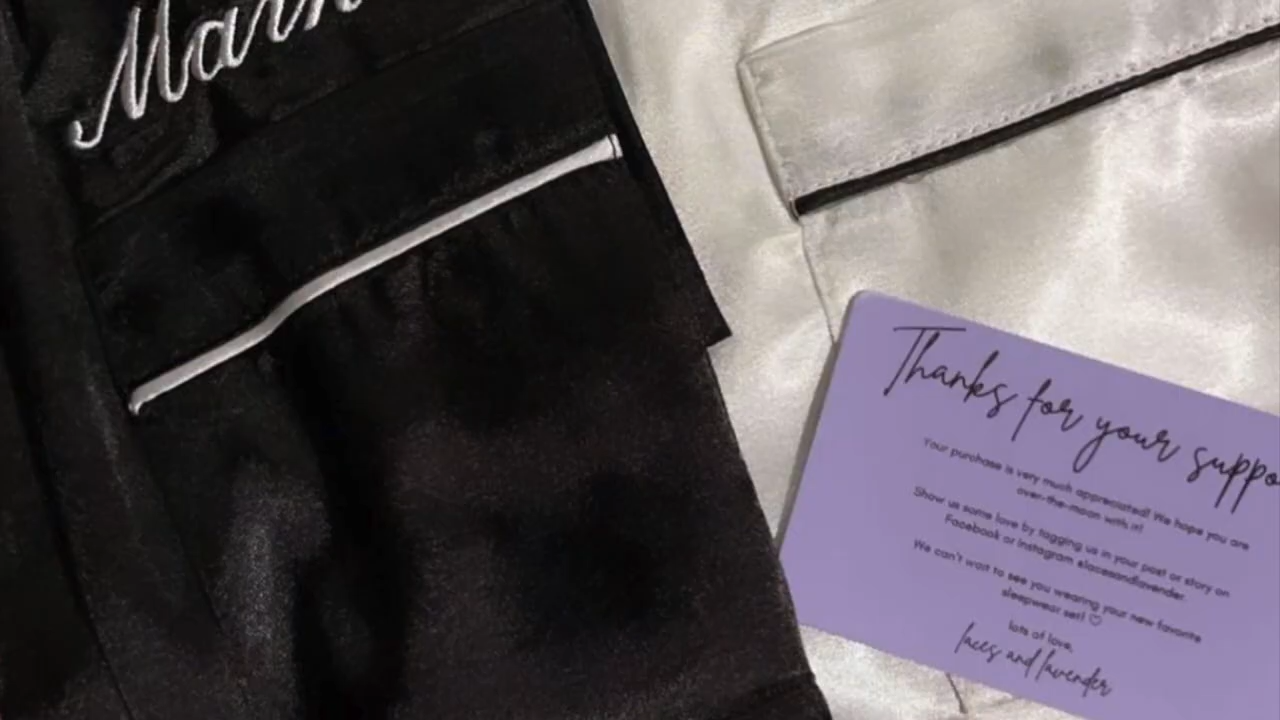 Thanks for your suppo
Your purchase is very much appreciated! We hope you are
over-the-moon with it!
Show us some love by tagging us in your post or story on
Facebook or Instagram @lacesandlavender.
We can't wait to see you wearing your new favorite
sleepwear set! ♡
lots of love,
laces and lavender